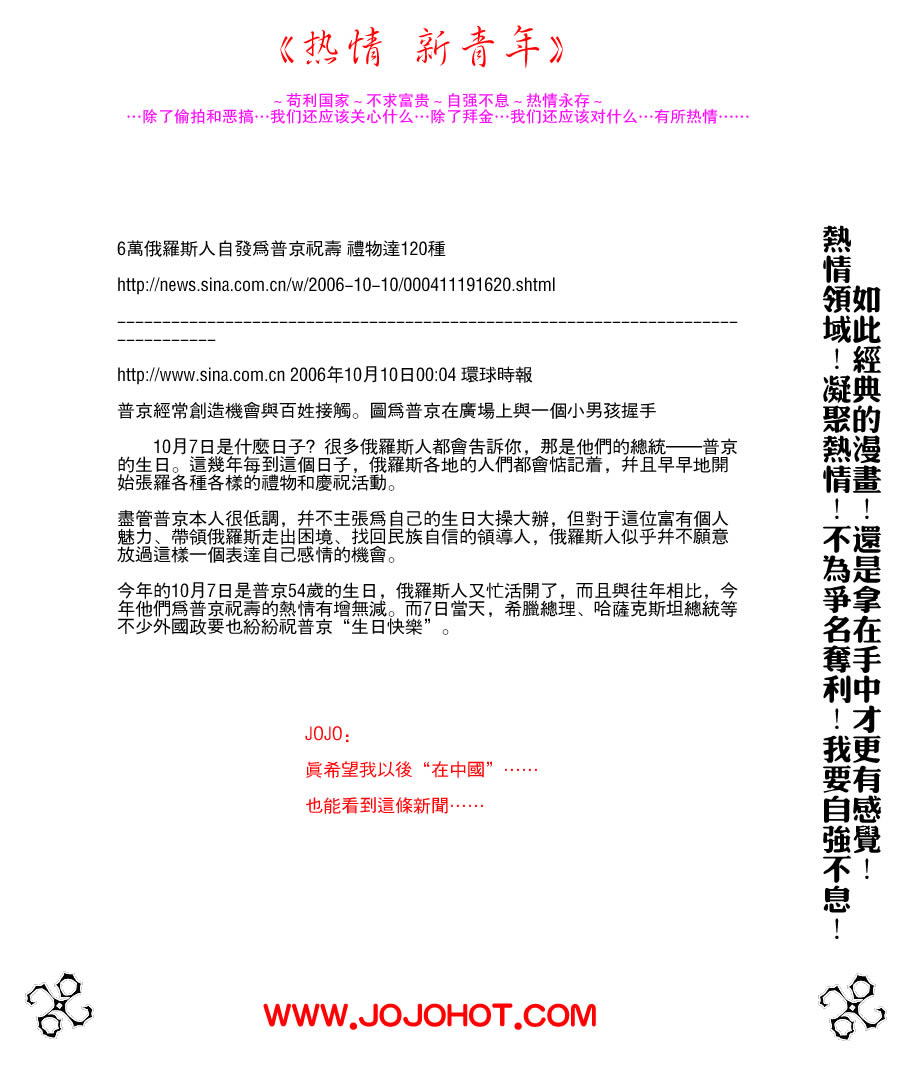 《热情 新青年》
～苟利国家～不求富贵～自强不息～热情永存～
…除了偷拍和恶搞…我们还应该关心什么…除了拜金…我们还应该对什么…有所热情……
6萬俄羅斯人自發爲普京祝壽 禮物達120種
http://news.sina.com.cn/w/2006-10-10/000411191620.shtml
---------------------------------------------------------------------
-----------
http://www.sina.com.cn 2006年10月10日00:04 環球時報
普京經常創造機會與百姓接觸。圖爲普京在廣場上與一個小男孩握手
10月7日是什麼日子？很多俄羅斯人都會告訴你，那是他們的總統——普京
的生日。這幾年每到這個日子，俄羅斯各地的人們都會惦記着，幷且早早地開
始張羅各種各樣的禮物和慶祝活動。
盡管普京本人很低調，幷不主張爲自己的生日大操大辦，但對于這位富有個人
魅力、帶領俄羅斯走出困境、找回民族自信的領導人，俄羅斯人似乎幷不願意
放過這樣一個表達自己感情的機會。
今年的10月7日是普京54歲的生日，俄羅斯人又忙活開了，而且與往年相比，今
年他們爲普京祝壽的熱情有增無減。而7日當天，希臘總理、哈薩克斯坦總統等
不少外國政要也紛紛祝普京“生日快樂”。
JOJO：
眞希望我以後“在中國”……
也能看到這條新聞……
如此經典的漫畫！還是拿在手中才更有感覺！
熱情領域！凝聚熱情！不為爭名奪利！我要自強不息！
WWW.JOJOHOT.COM